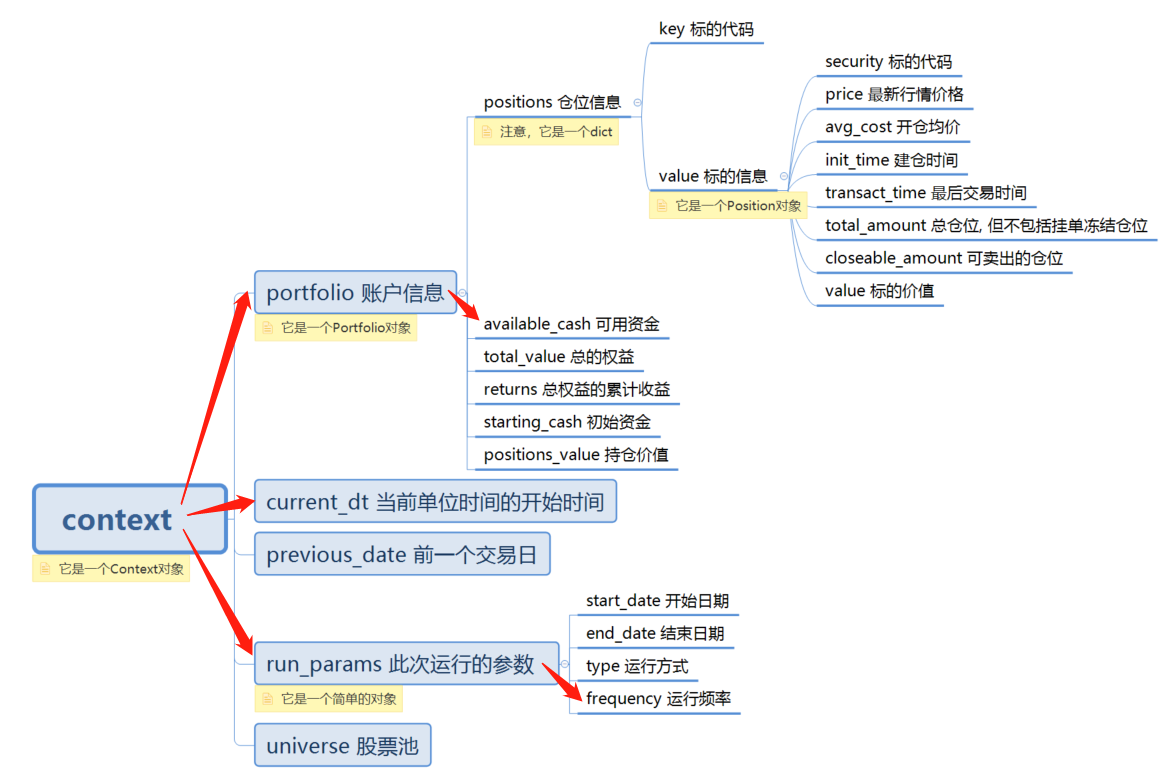 context
它是一个Context对象
portfolio 账户信息
它是一个Portfolio对象
positions 仓位信息
注意，它是一个dict
key 标的代码
value 标的信息
它是一个Position对象
security 标的代码
price 最新行情价格
avg_cost 开仓均价
init_time 建仓时间
transact_time 最后交易时间
total_amount 总仓位, 但不包括挂单冻结仓位
closeable_amount 可卖出的仓位
value 标的价值
available_cash 可用资金
total_value 总的权益
returns 总权益的累计收益
starting_cash 初始资金
positions_value 持仓价值
current_dt 当前单位时间的开始时间
previous_date 前一个交易日
run_params 此次运行的参数
它是一个简单的对象
start_date 开始日期
end_date 结束日期
type 运行方式
frequency 运行频率
universe 股票池